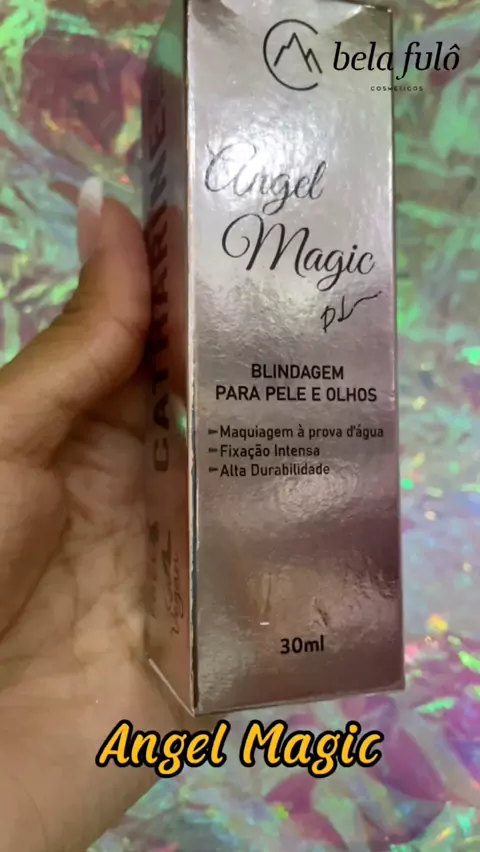 bela fulô
COSMÉTICOS
Angel
Magic
BLINDAGEM
PARA PELE E OLHOS
Maquiagem à prova d'água
Fixação Intensa
Alta Durabilidade
30ml
Vegan
Angel Magic